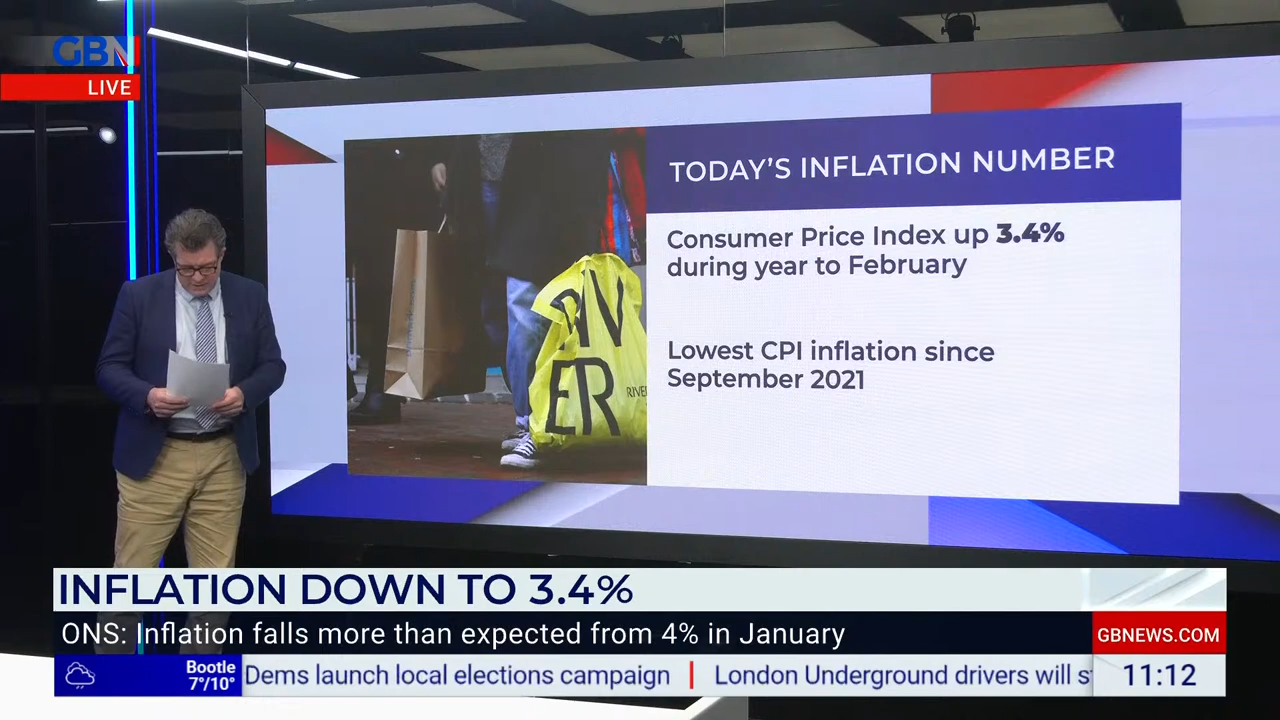 GBN
LIVE
TODAY'S INFLATION NUMBER
Consumer Price Index up 3.4%
during year to February
Lowest CPI inflation since
September 2021
RIVE
ER
INFLATION DOWN TO 3.4%
ONS: Inflation falls more than expected from 4% in January
GBNEWS.COM
Bootle
7°/10°
Dems launch local elections campaign | London Underground drivers will s
11:12